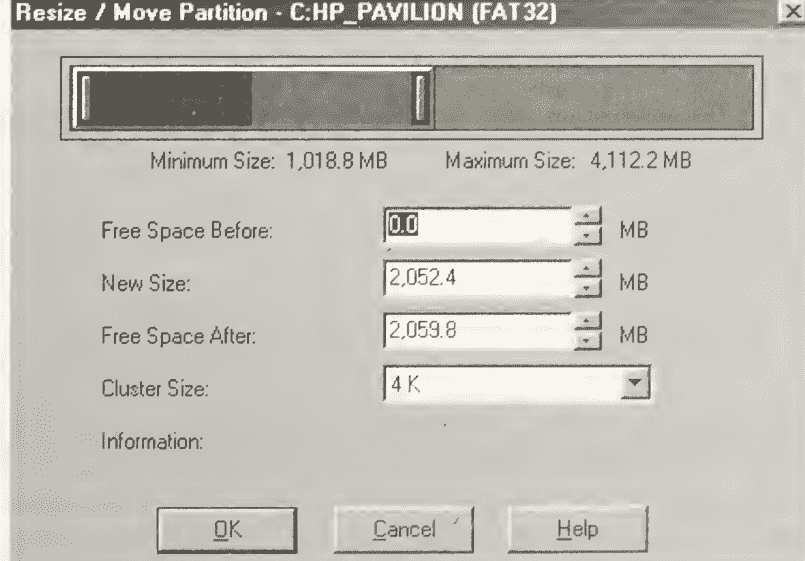 Resize / Move Partition - C:HP_PAVILION (FAT32)
Minimum Size: 1,018.8 MB Maximum Size: 4,112.2 MB
Free Space Before: 0.0 MB
New Size: 2,052.4 MB
Free Space After: 2,059.8 MB
Cluster Size: 4 K
Information:
OK Cancel Help